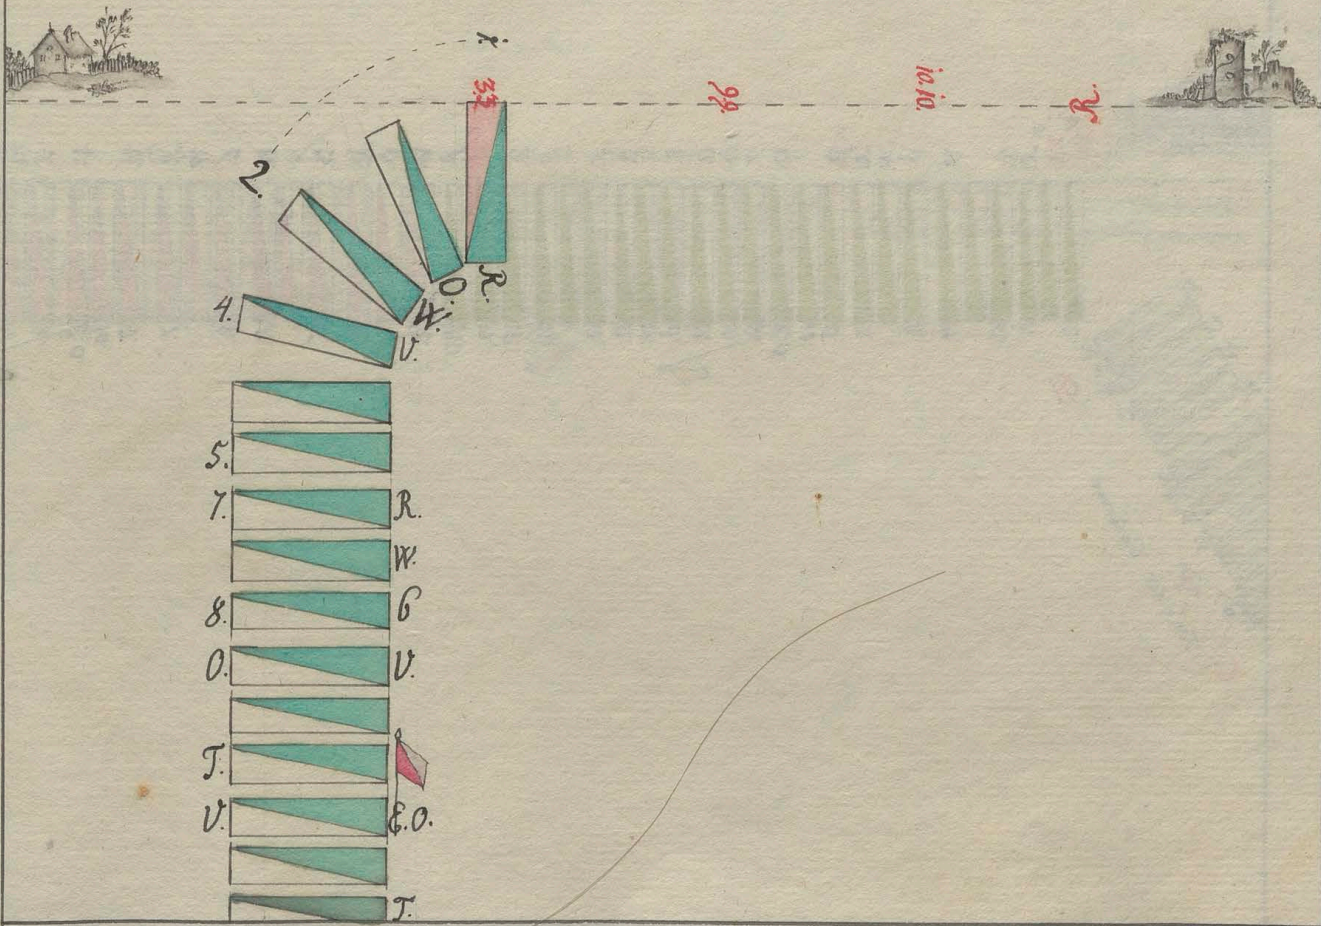 33. 99. 10.10. R
2.
O. R.
W.
4. V.
5.
7. R.
W.
8. G
O. V.
T.
V. E.O.
T.